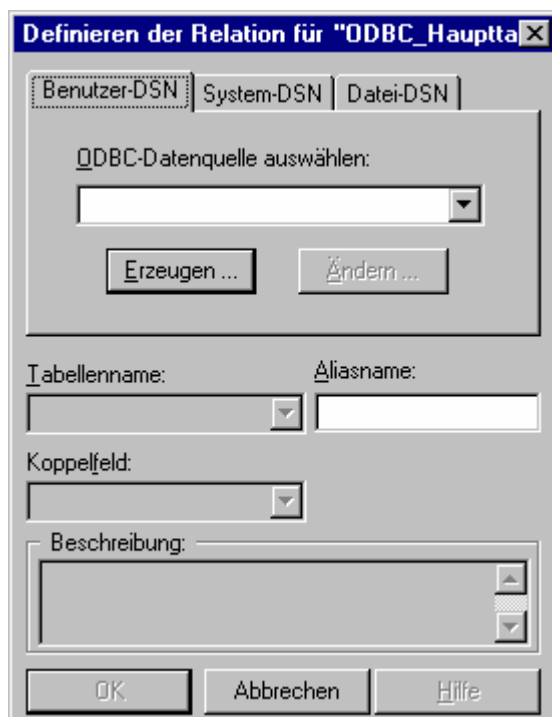 Definieren der Relation für "ODBC_Hauptta
Benutzer-DSN System-DSN Datei-DSN
ODBC-Datenquelle auswählen:
Erzeugen ... Ändern ...
Tabellenname: Aliasname:
Koppelfeld:
Beschreibung:
OK Abbrechen Hilfe